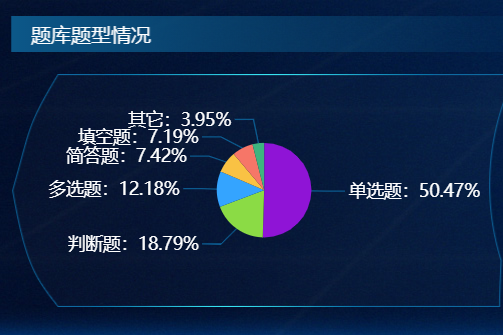 题库题型情况
其它：3.95%
填空题：7.19%
简答题：7.42%
多选题：12.18%
单选题：50.47%
判断题：18.79%